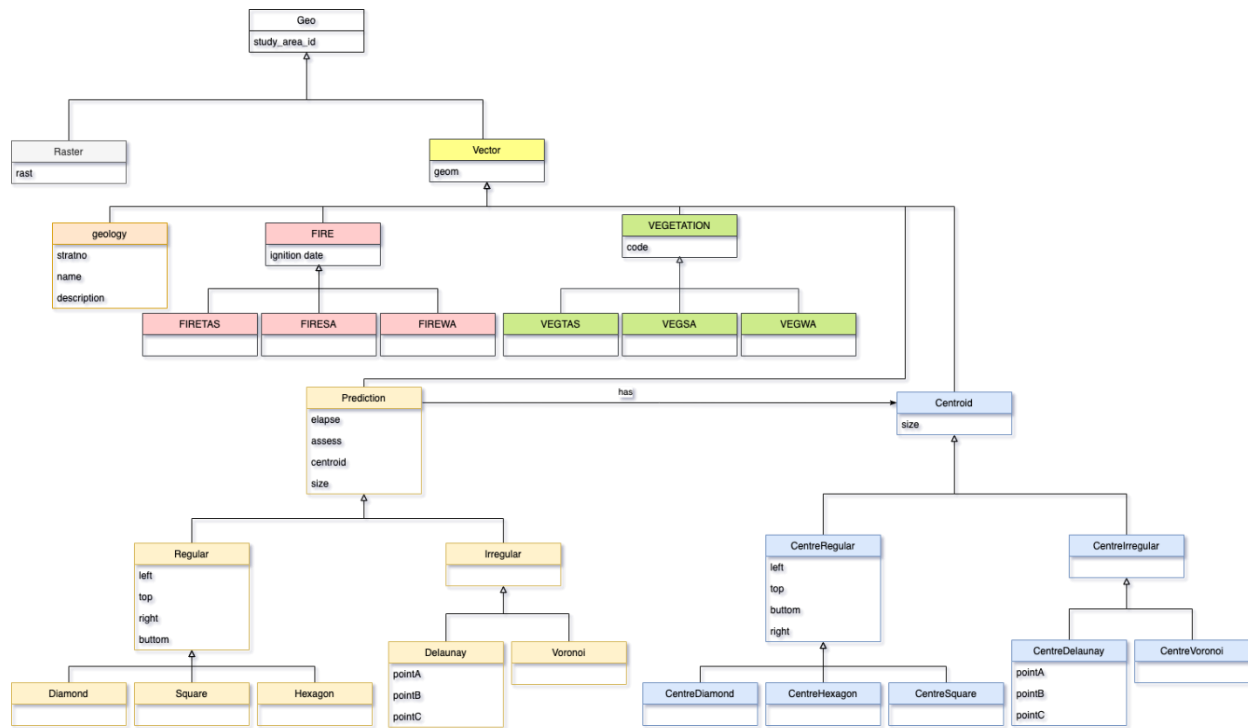 Geo
study_area_id
Raster
rast
Vector
geom
geology
stratno
name
description
FIRE
ignition date
VEGETATION
code
FIRETAS
FIRESA
FIREWA
VEGTAS
VEGSA
VEGWA
Prediction
elapse
assess
centroid
size
has
Centroid
size
Regular
left
top
right
buttom
Irregular
CentreRegular
left
top
buttom
right
CentreIrregular
Delaunay
pointA
pointB
pointC
Voronoi
CentreDelaunay
pointA
pointB
pointC
CentreVoronoi
Diamond
Square
Hexagon
CentreDiamond
CentreHexagon
CentreSquare